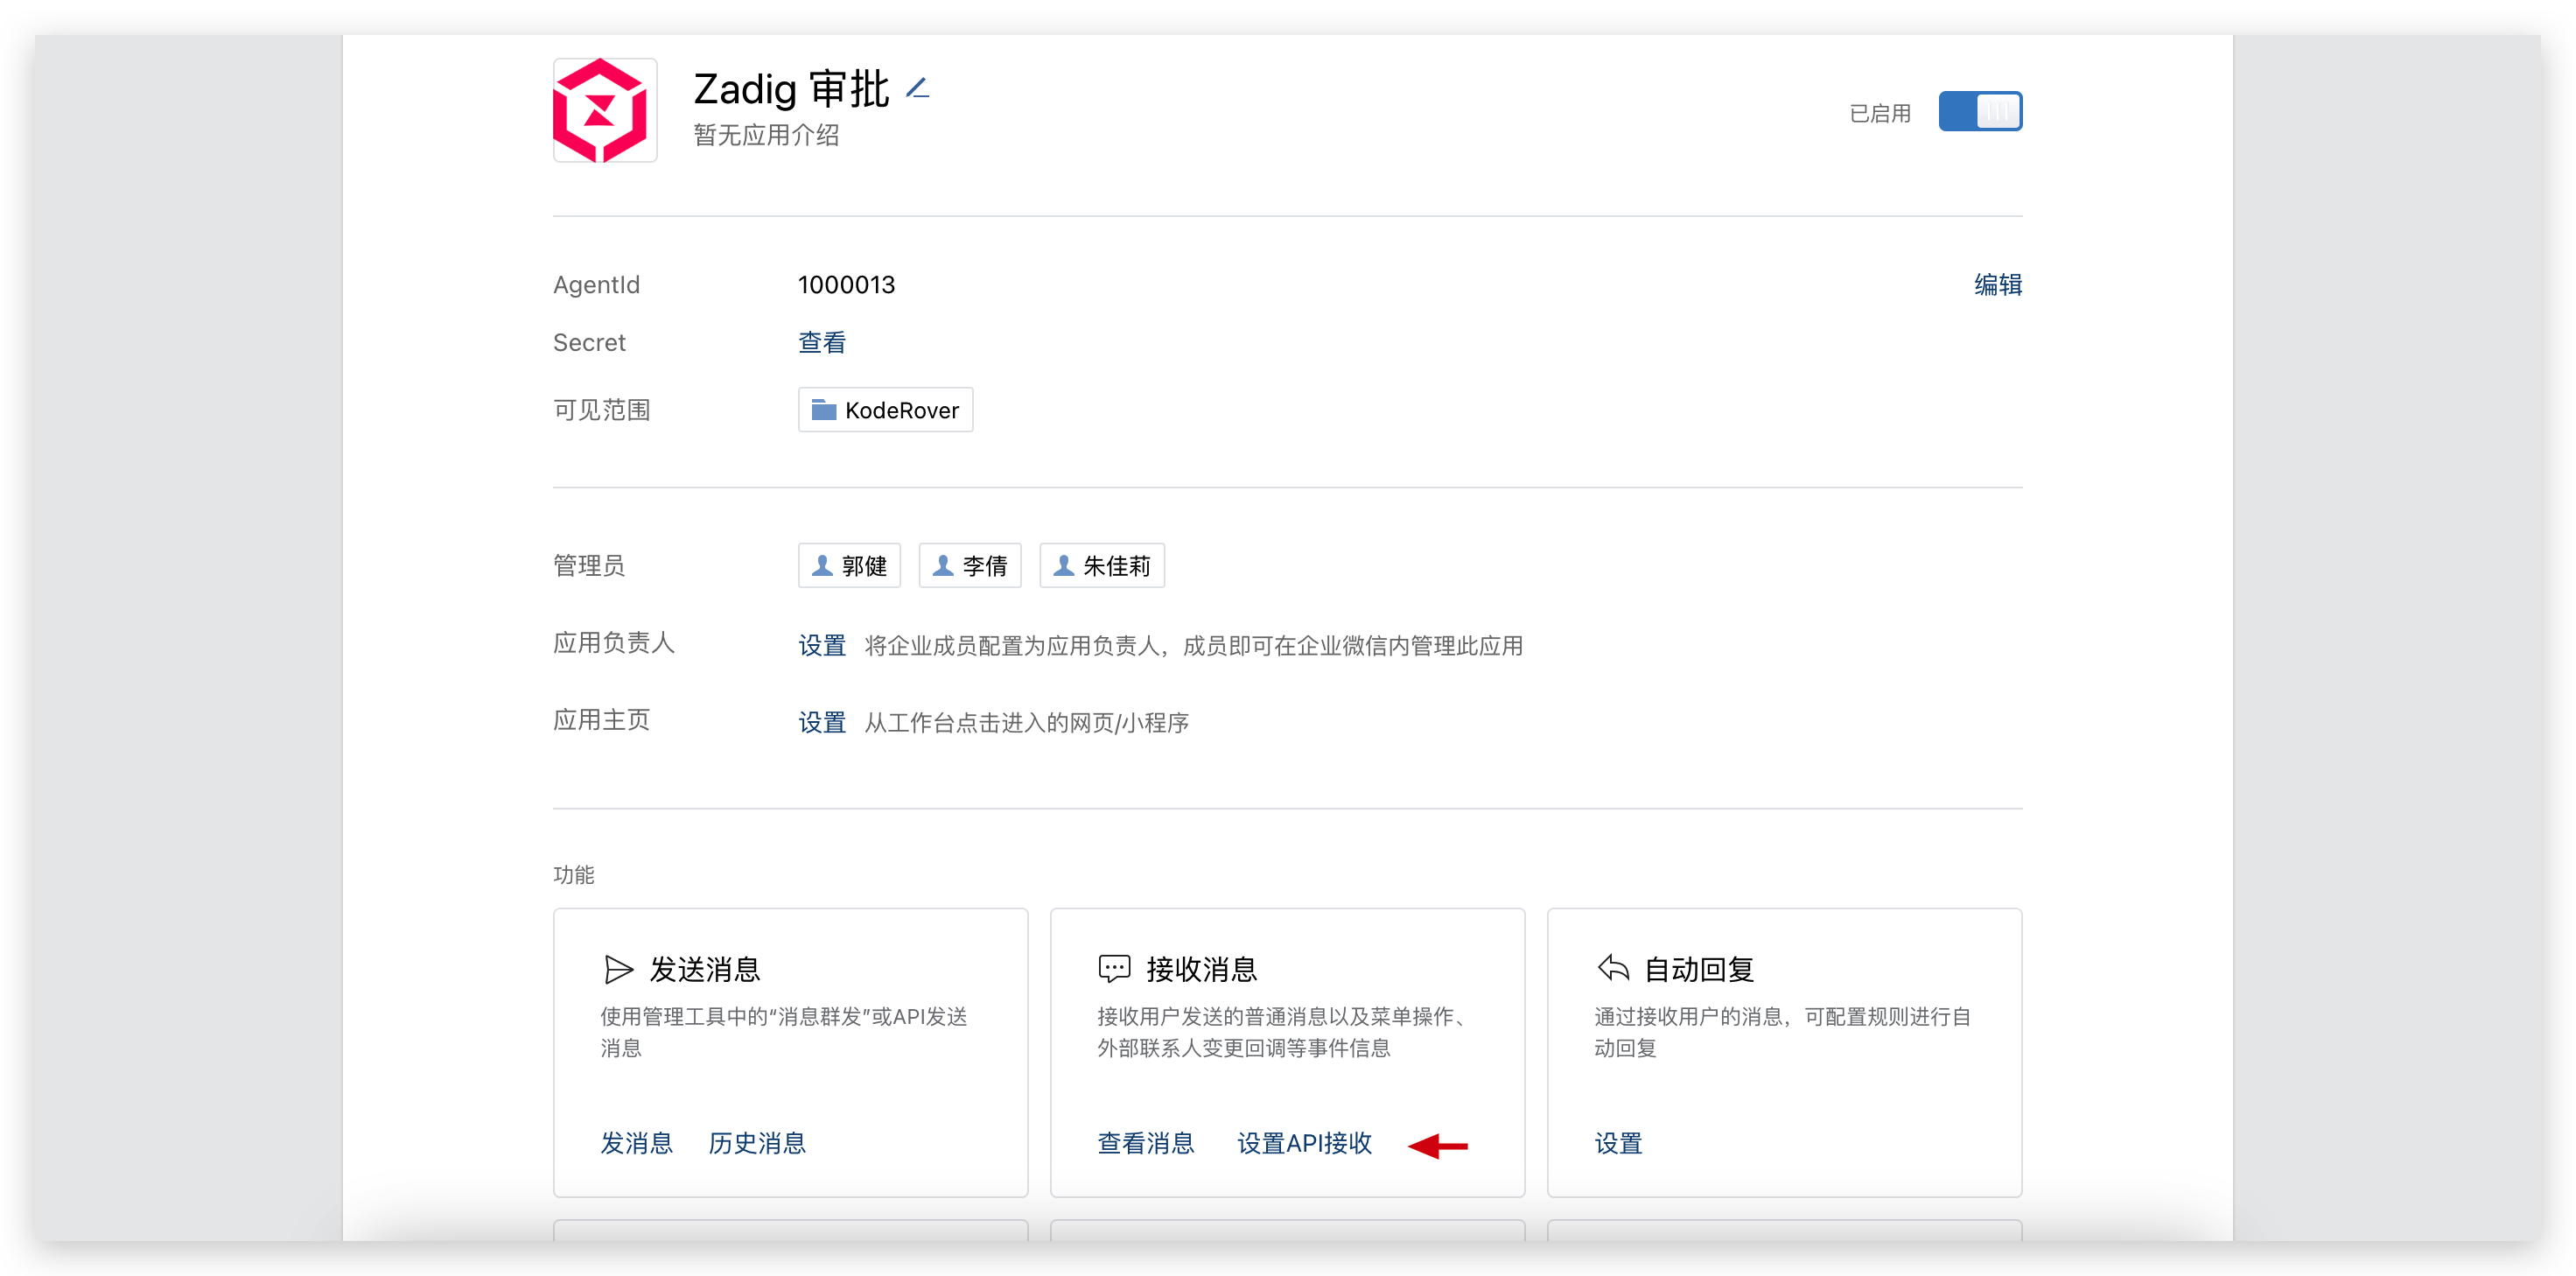 Zadig 审批
暂无应用介绍
已启用
AgentId 1000013 编辑
Secret 查看
可见范围 KodeRover
管理员 郭健 李倩 朱佳莉
应用负责人 设置 将企业成员配置为应用负责人，成员即可在企业微信内管理此应用
应用主页 设置 从工作台点击进入的网页/小程序
功能
发送消息
使用管理工具中的“消息群发”或API发送
消息
发消息 历史消息
接收消息
接收用户发送的普通消息以及菜单操作、
外部联系人变更回调等事件信息
查看消息 设置API接收
自动回复
通过接收用户的消息，可配置规则进行自
动回复
设置